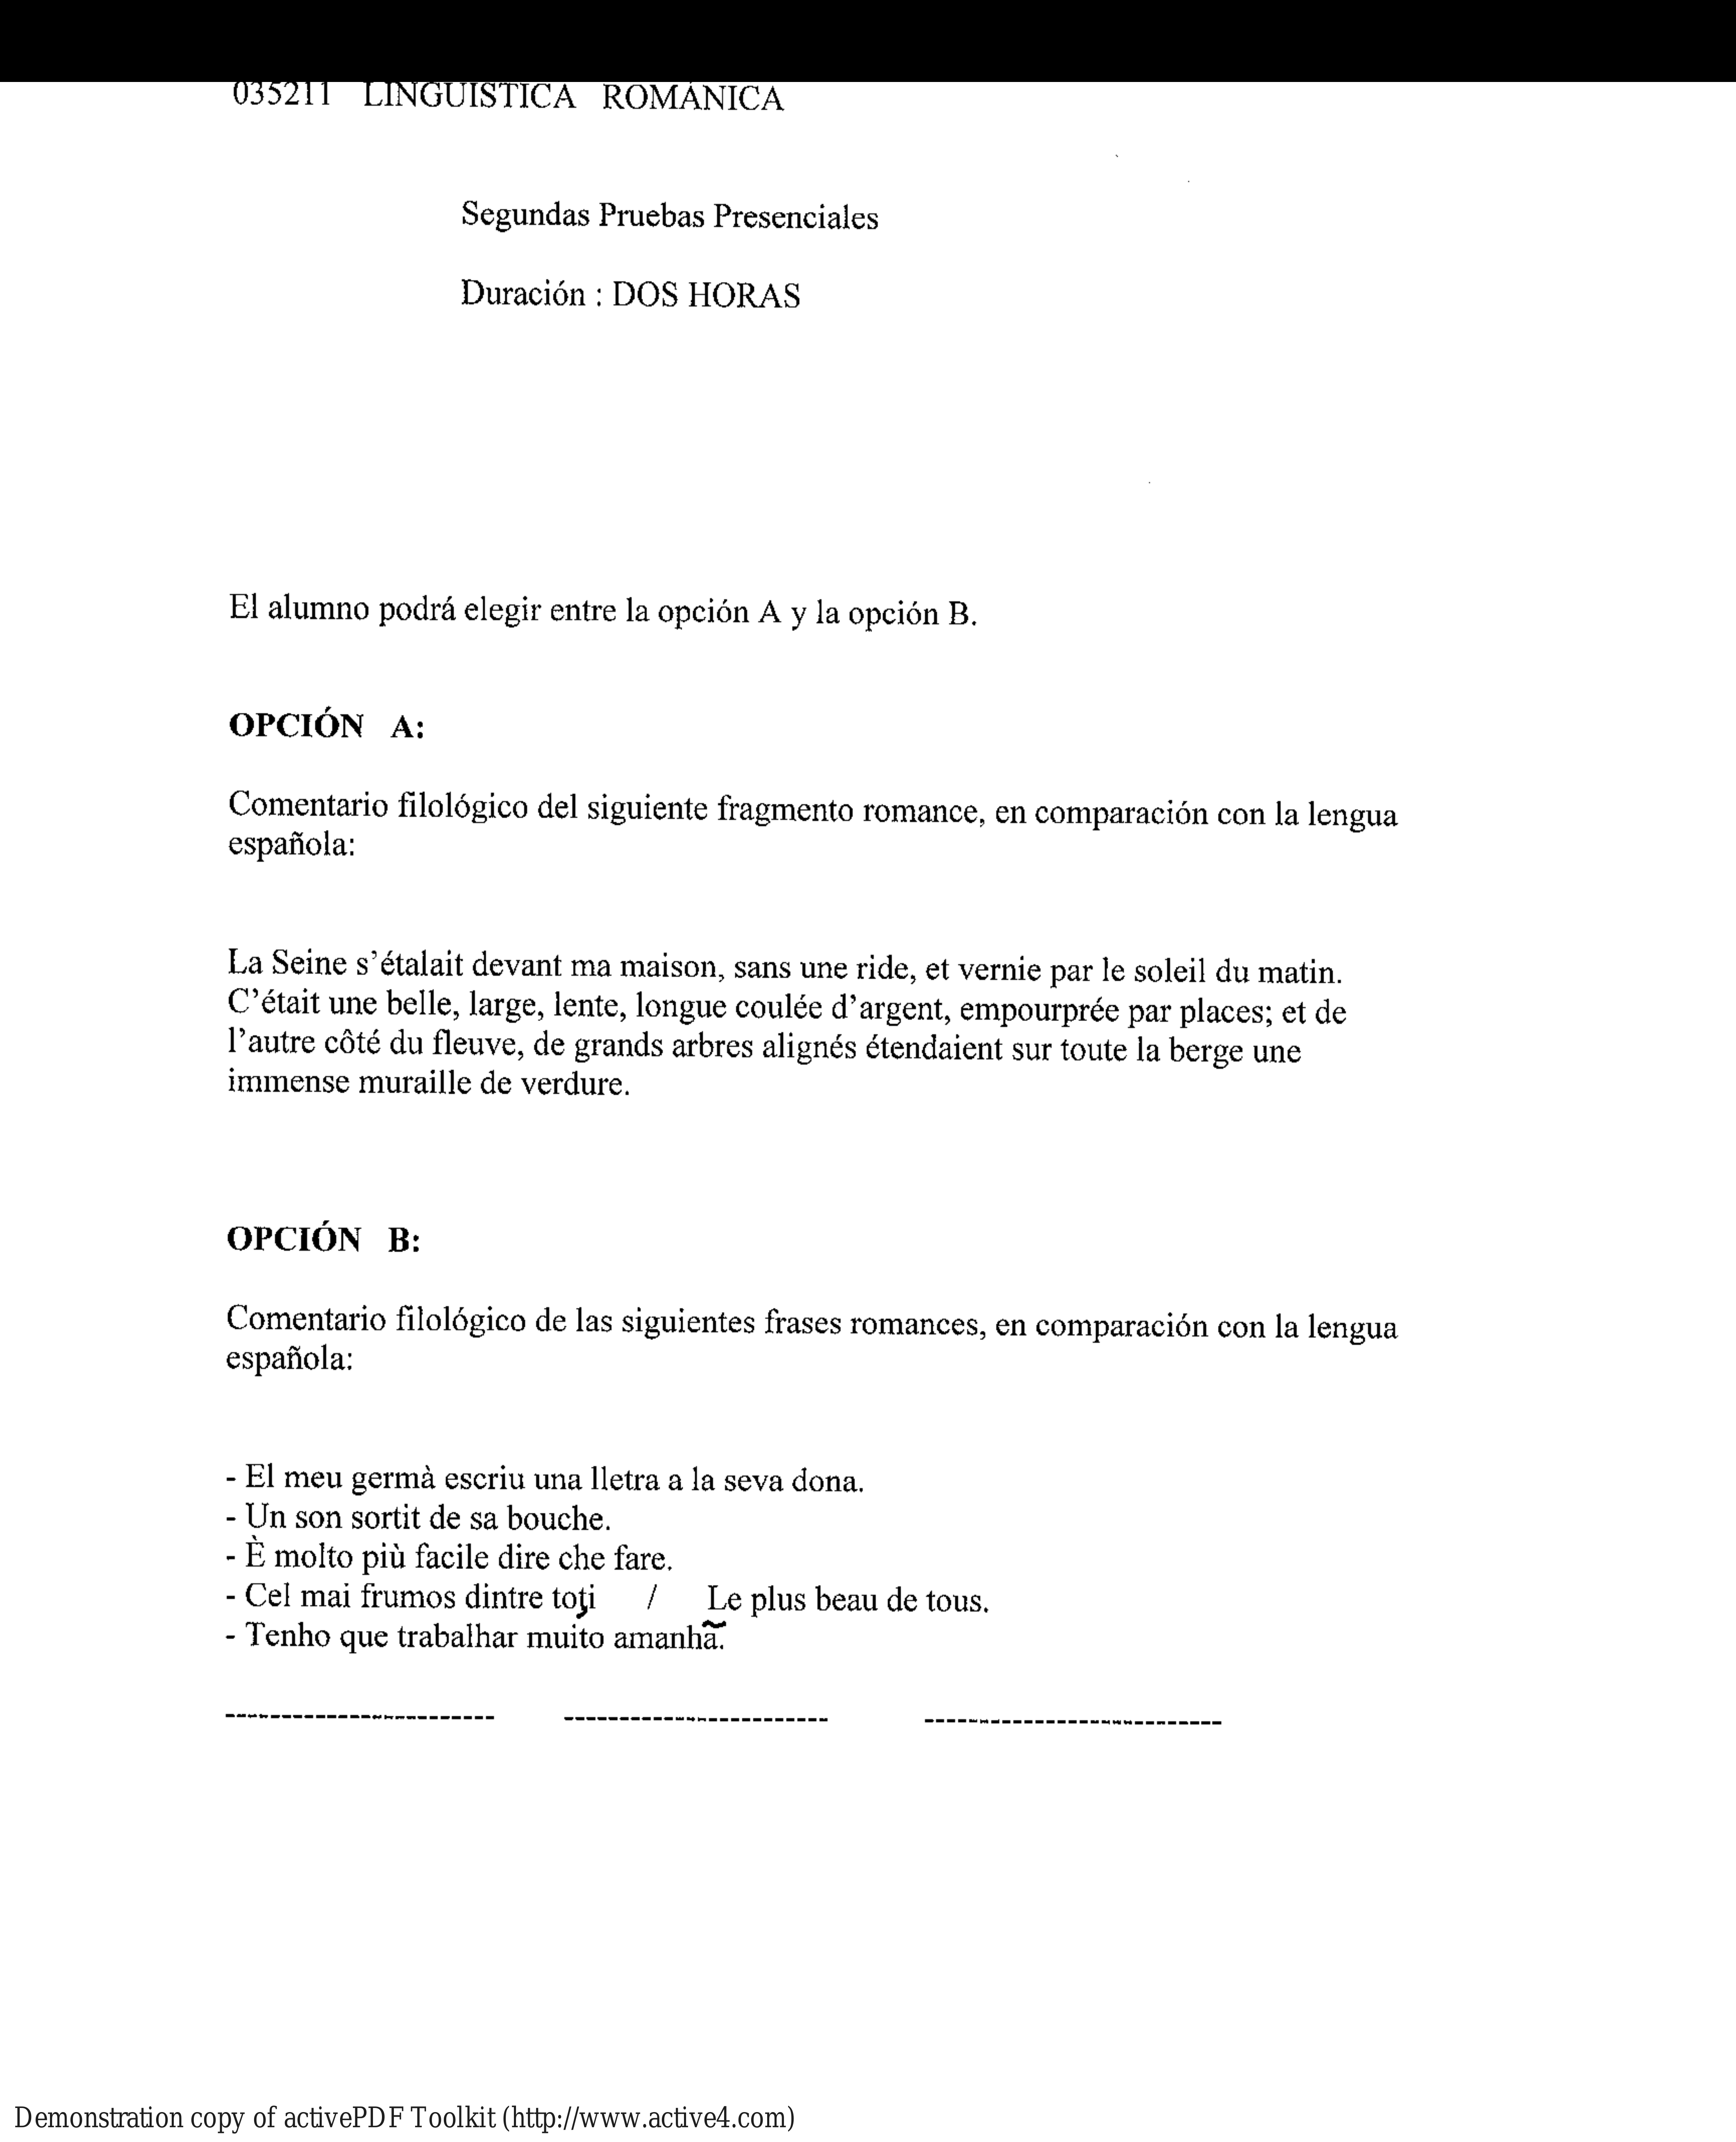 035211 LINGUISTICA ROMÁNICA
Segundas Pruebas Presenciales
Duración : DOS HORAS
El alumno podrá elegir entre la opción A y la opción B.
OPCIÓN A:
Comentario filológico del siguiente fragmento romance, en comparación con la lengua
española:
La Seine s'étalait devant ma maison, sans une ride, et vernie par le soleil du matin.
C'était une belle, large, lente, longue coulée d'argent, empourprée par places; et de
l'autre côté du fleuve, de grands arbres alignés étendaient sur toute la berge une
immense muraille de verdure.
OPCIÓN B:
Comentario filológico de las siguientes frases romances, en comparación con la lengua
española:
- El meu germà escriu una lletra a la seva dona.
- Un son sortit de sa bouche.
- È molto più facile dire che fare.
- Cel mai frumos dintre toţi / Le plus beau de tous.
- Tenho que trabalhar muito amanhã.
------------------------ ------------------------ ---------------------------
Demonstration copy of activePDF Toolkit (http://www.active4.com)